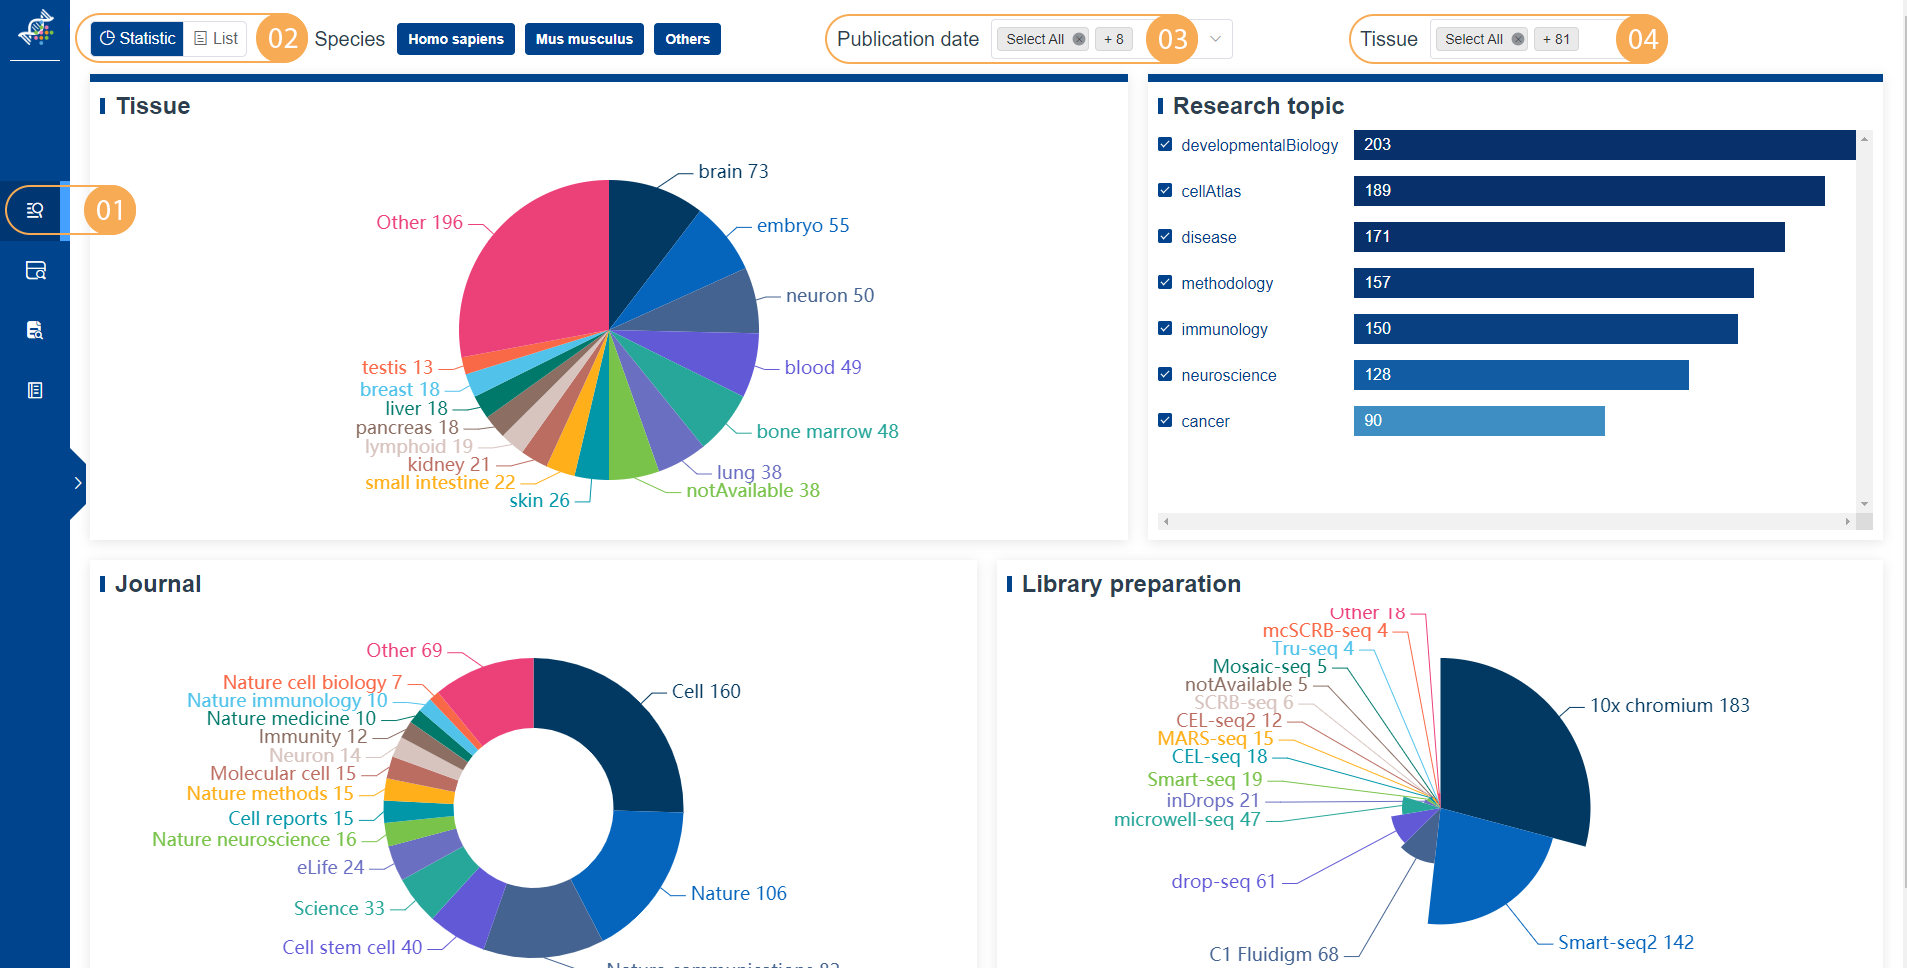 Statistic
List
02
Species
Homo sapiens
Mus musculus
Others
Publication date
Select All
+ 8
03
Tissue
Select All
+ 81
04
01
Tissue
brain 73
embryo 55
neuron 50
blood 49
bone marrow 48
lung 38
notAvailable 38
skin 26
small intestine 22
kidney 21
lymphoid 19
pancreas 18
liver 18
breast 18
testis 13
Other 196
Research topic
developmentalBiology 203
cellAtlas 189
disease 171
methodology 157
immunology 150
neuroscience 128
cancer 90
Journal
Other 69
Nature cell biology 7
Nature immunology 10
Nature medicine 10
Immunity 12
Neuron 14
Molecular cell 15
Nature methods 15
Cell reports 15
Nature neuroscience 16
eLife 24
Science 33
Cell stem cell 40
Cell 160
Nature 106
Nature communications 82
Library preparation
Other 18
mcSCRB-seq 4
Tru-seq 4
Mosaic-seq 5
notAvailable 5
SCRB-seq 6
CEL-seq2 12
MARS-seq 15
CEL-seq 18
Smart-seq 19
inDrops 21
microwell-seq 47
drop-seq 61
C1 Fluidigm 68
10x chromium 183
Smart-seq2 142